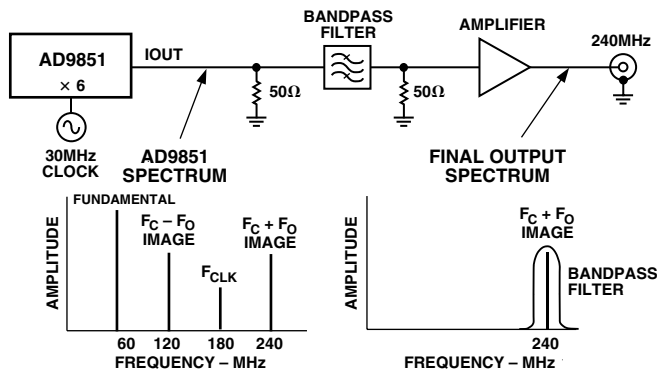 BANDPASS
FILTER
AMPLIFIER
240MHz
AD9851
× 6
IOUT
50Ω
50Ω
30MHz
CLOCK
AD9851
SPECTRUM
FINAL OUTPUT
SPECTRUM
FUNDAMENTAL
AMPLITUDE
FC – FO
IMAGE
FCLK
FC + FO
IMAGE
60 120 180 240
FREQUENCY – MHz
AMPLITUDE
FC + FO
IMAGE
BANDPASS
FILTER
240
FREQUENCY – MHz